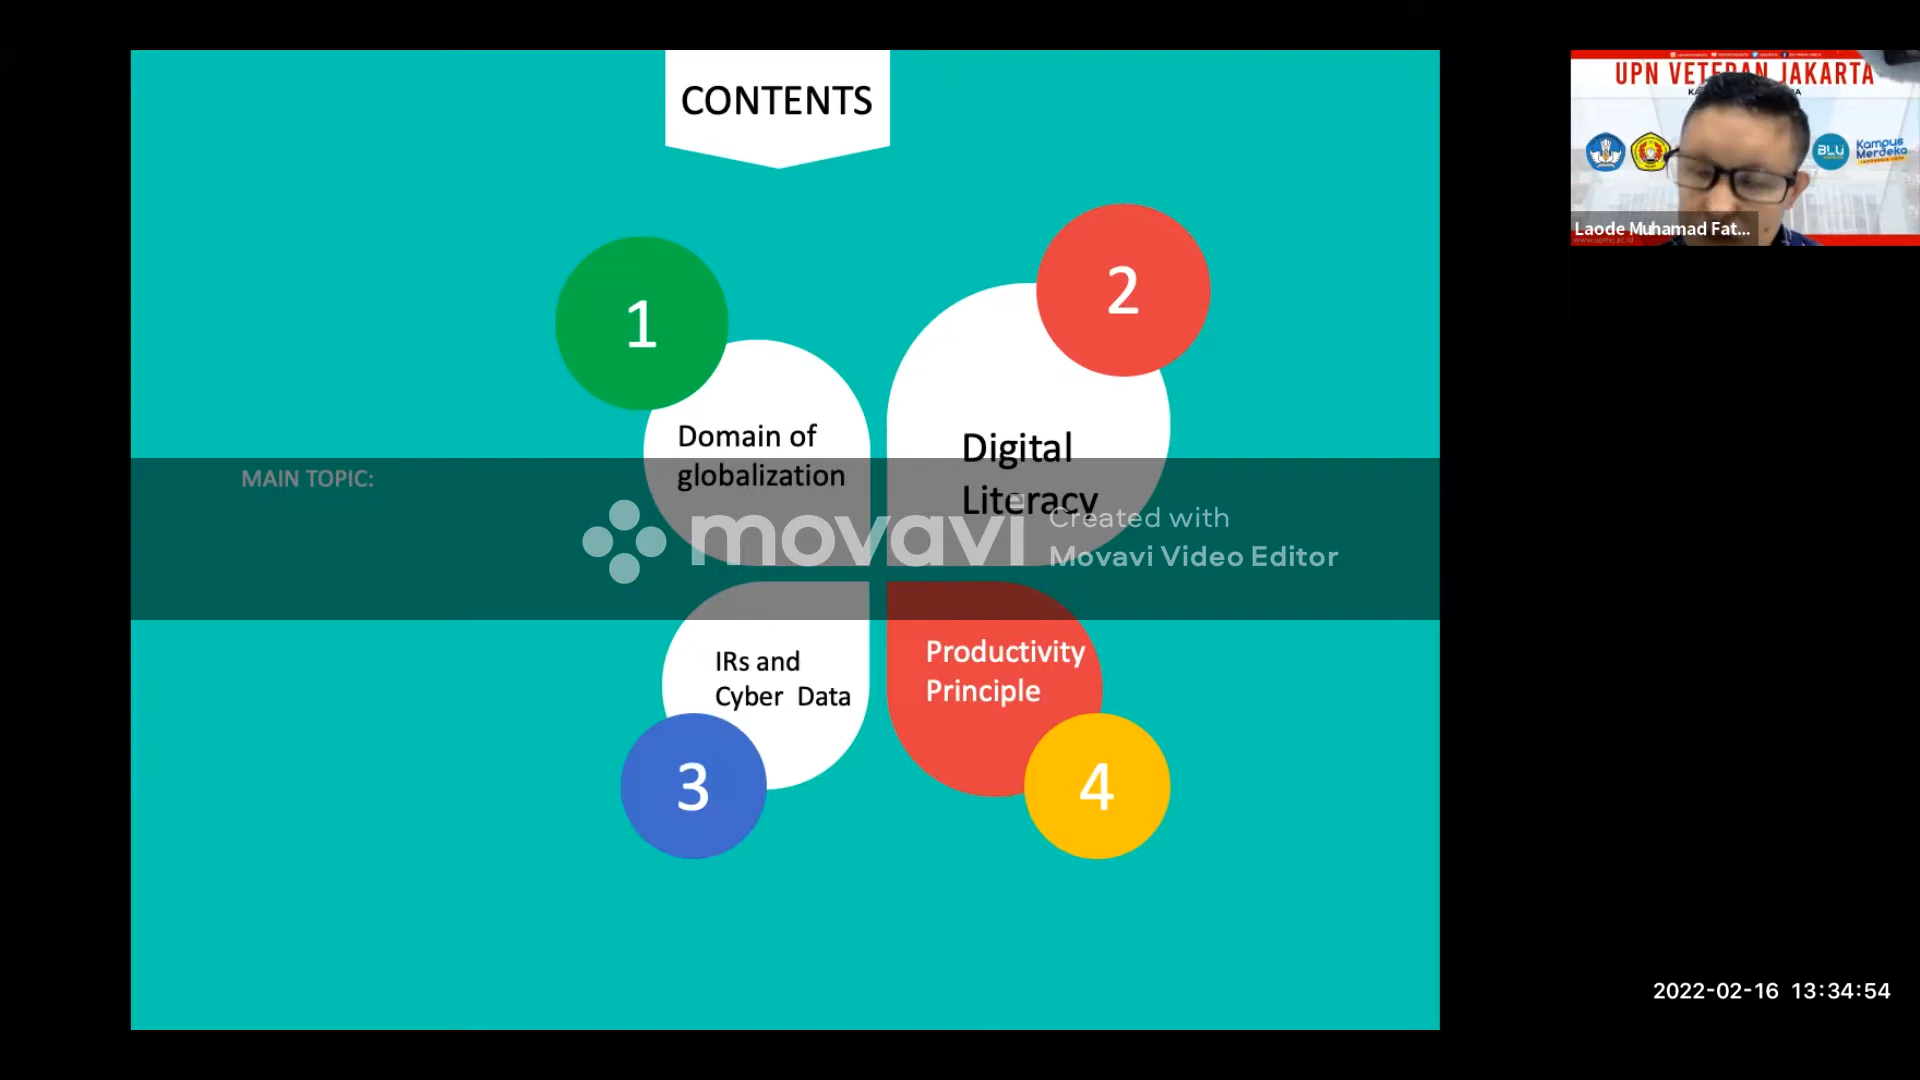 CONTENTS
1
2
Domain of
globalization
Digital
Literacy
MAIN TOPIC:
movavi
Created with
Movavi Video Editor
IRs and
Cyber Data
Productivity
Principle
3
4
UPN VETERAN JAKARTA
BLU
Kampus
Merdeka
Laode Muhamad Fat...
2022-02-16 13:34:54